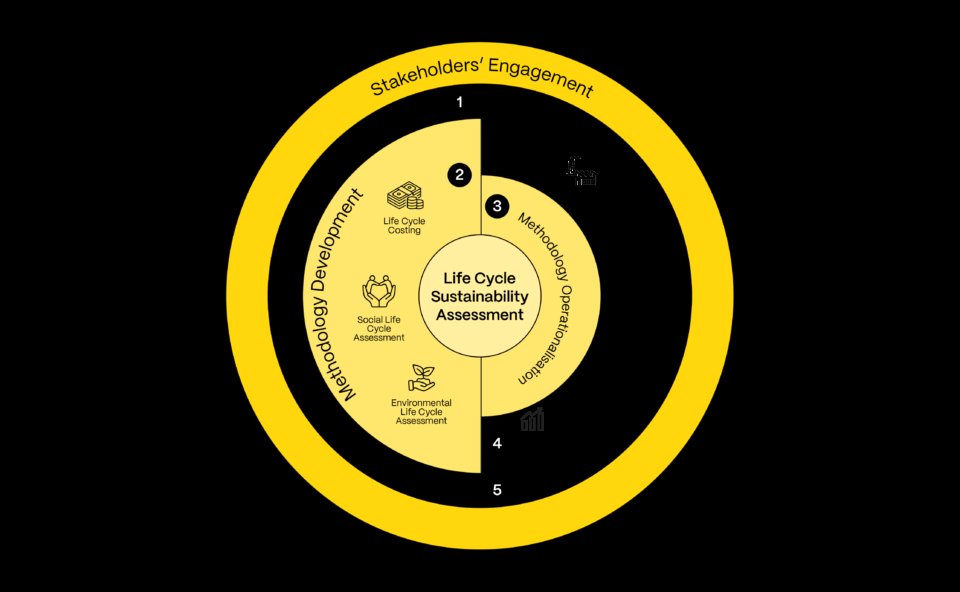 Stakeholders' Engagement
1
2
3
Life Cycle
Costing
Methodology Development
Methodology Operationalisation
Life Cycle
Sustainability
Assessment
Social Life
Cycle
Assessment
Environmental
Life Cycle
Assessment
4
5